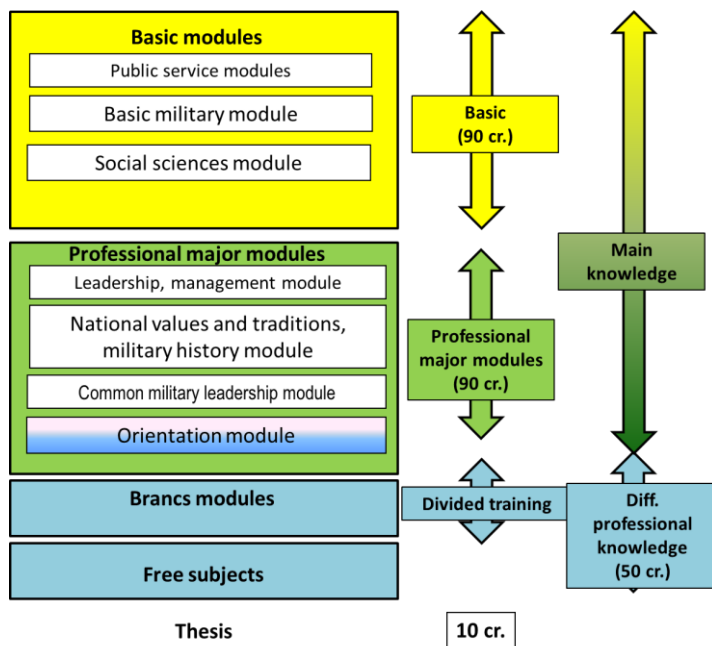 Basic modules
Public service modules
Basic military module
Social sciences module
Basic
(90 cr.)
Main
knowledge
Professional major modules
Leadership, management module
National values and traditions,
military history module
Common military leadership module
Orientation module
Professional
major modules
(90 cr.)
Brancs modules
Divided training
Diff.
professional
knowledge
(50 cr.)
Free subjects
Thesis
10 cr.